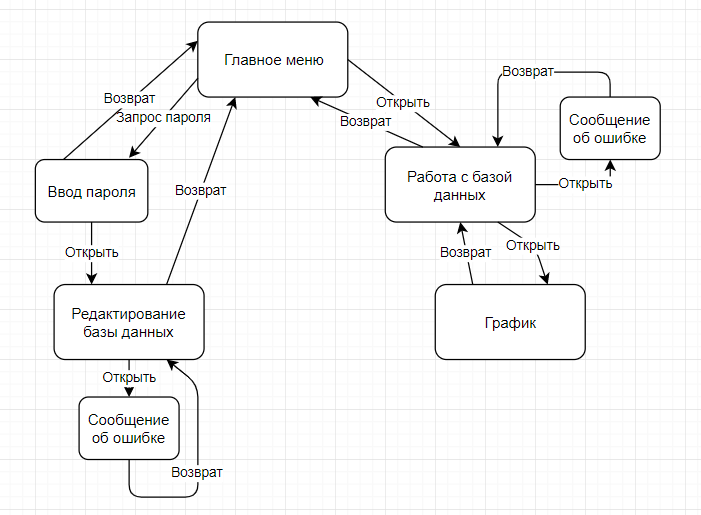 Главное меню
Возврат
Запрос пароля
Открыть
Возврат
Возврат
Сообщение
об ошибке
Открыть
Ввод пароля
Возврат
Работа с базой
данных
Открыть
Возврат
Открыть
Редактирование
базы данных
График
Открыть
Сообщение
об ошибке
Возврат